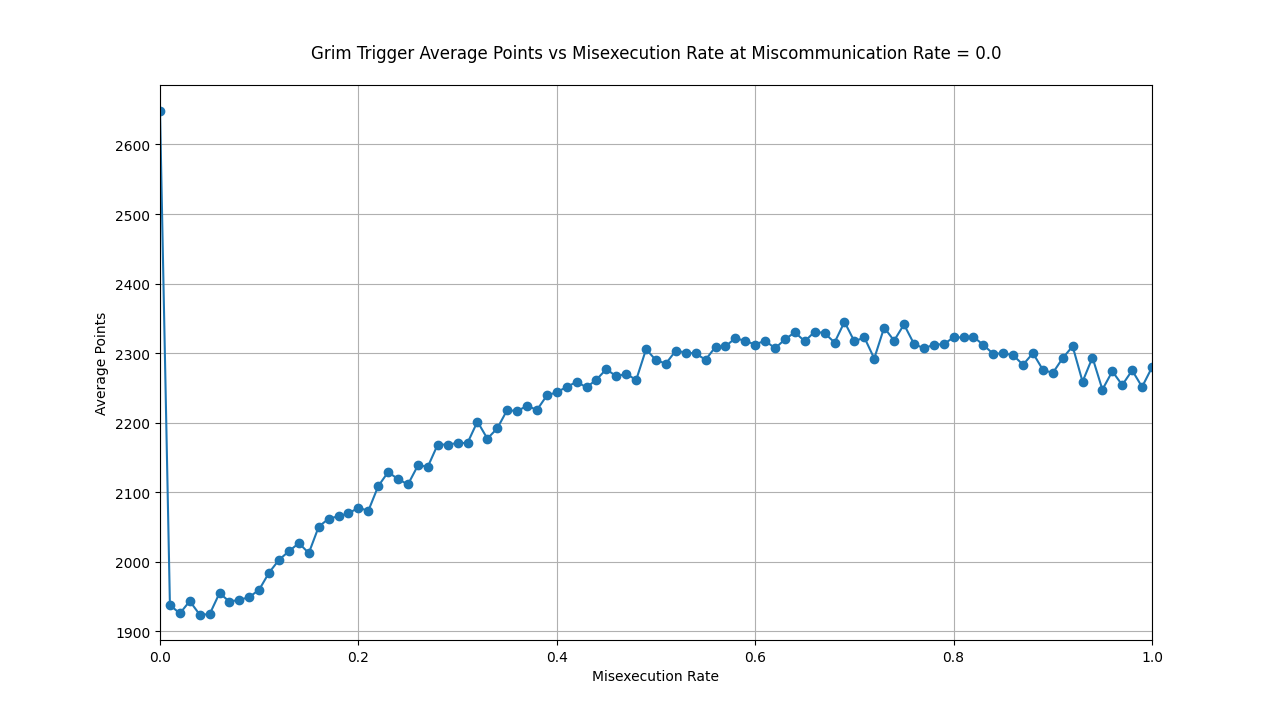 Grim Trigger Average Points vs Misexecution Rate at Miscommunication Rate = 0.0
2600
2500
2400
2300
2200
2100
2000
1900
Average Points
0.0 0.2 0.4 0.6 0.8 1.0
Misexecution Rate